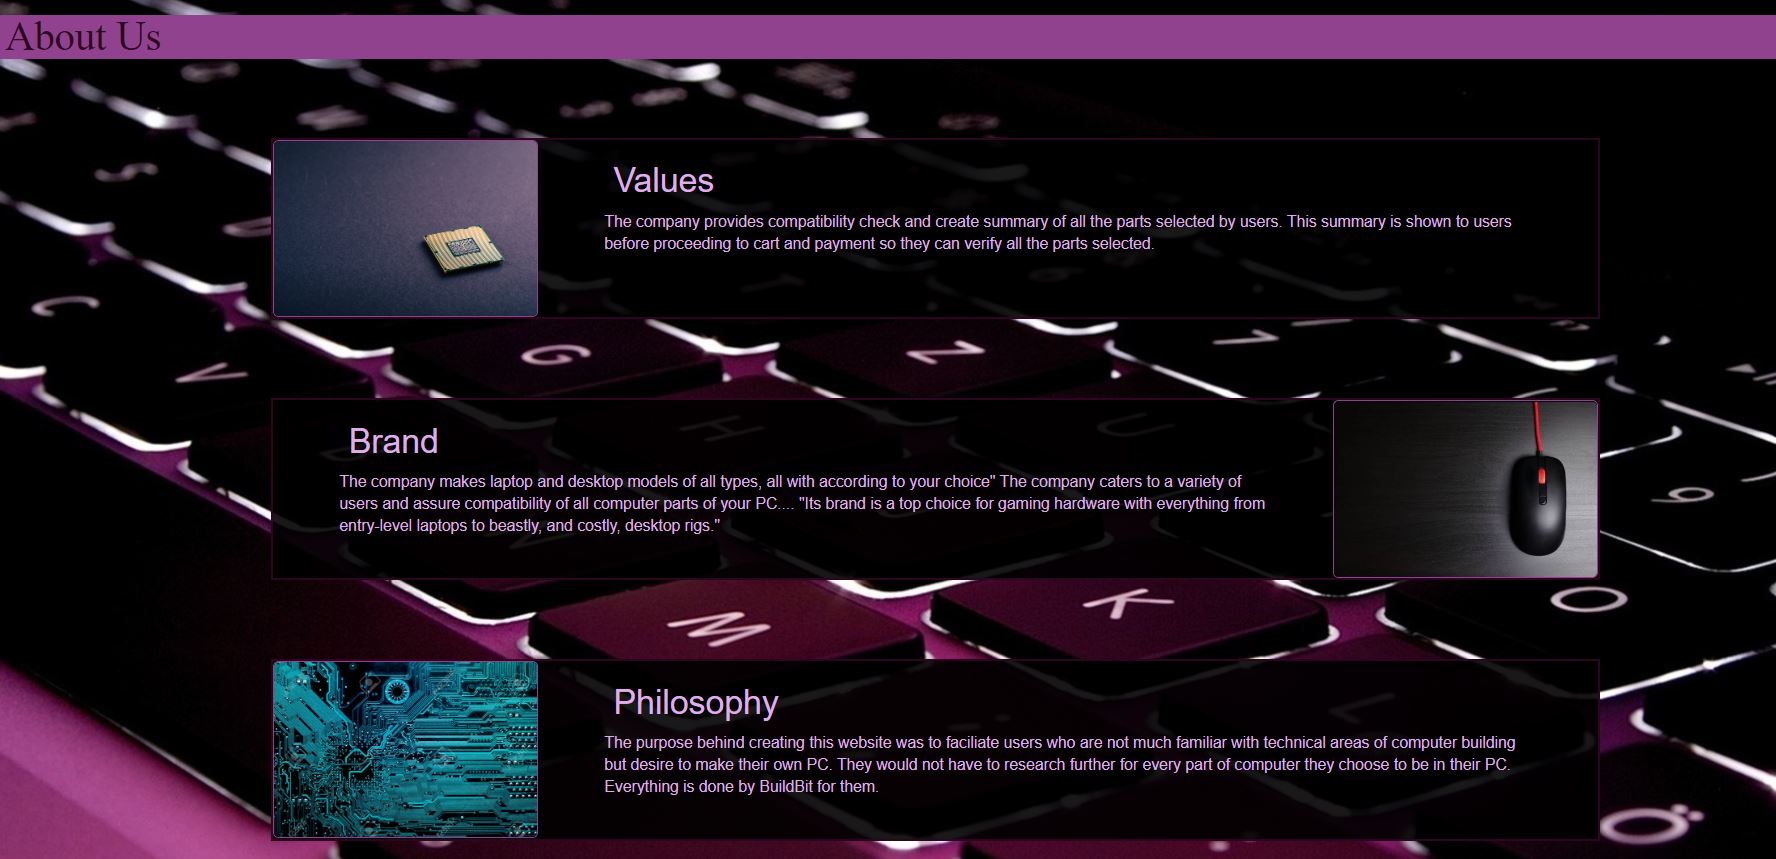 About Us
Values
The company provides compatibility check and create summary of all the parts selected by users. This summary is shown to users
before proceeding to cart and payment so they can verify all the parts selected.
Brand
The company makes laptop and desktop models of all types, all with according to your choice" The company caters to a variety of
users and assure compatibility of all computer parts of your PC.... "Its brand is a top choice for gaming hardware with everything from
entry-level laptops to beastly, and costly, desktop rigs."
Philosophy
The purpose behind creating this website was to faciliate users who are not much familiar with technical areas of computer building
but desire to make their own PC. They would not have to research further for every part of computer they choose to be in their PC.
Everything is done by BuildBit for them.
S
C
V
G
Z
7
H
U
9
M
K
O
L
Ö